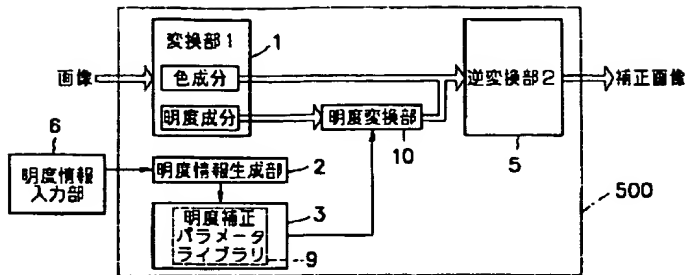 変換部1
1
画像
色成分
明度成分
明度変換部
10
逆変換部2
5
補正画像
6
明度情報
入力部
明度情報生成部
2
3
明度補正
パラメータ
ライブラリ
9
500